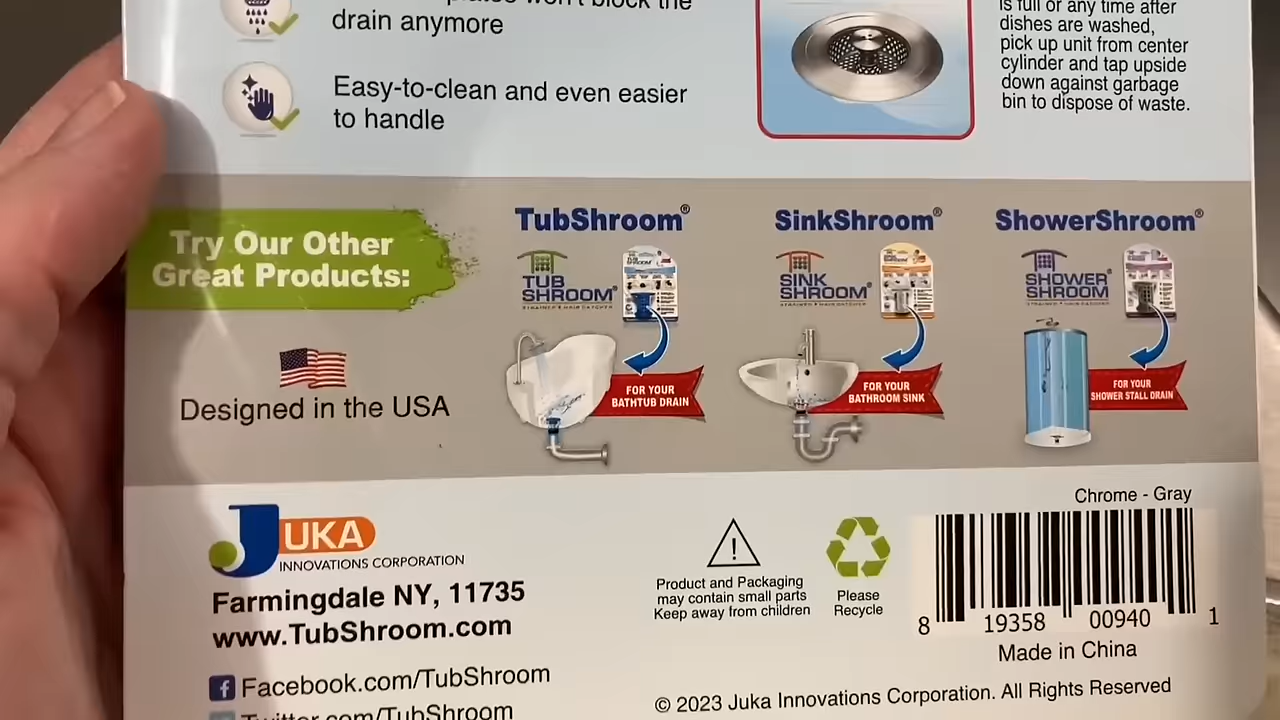 won't block the
drain anymore
Easy-to-clean and even easier
to handle
is full or any time after
dishes are washed,
pick up unit from center
cylinder and tap upside
down against garbage
bin to dispose of waste.
Try Our Other
Great Products:
Designed in the USA
TubShroom®
TUB
SHROOM®
FOR YOUR
BATHTUB DRAIN
SinkShroom®
SINK
SHROOM®
FOR YOUR
BATHROOM SINK
ShowerShroom®
SHOWER®
SHROOM
FOR YOUR
SHOWER STALL DRAIN
JUKA
INNOVATIONS CORPORATION
Farmingdale NY, 11735
www.TubShroom.com
Facebook.com/TubShroom
Twitter.com/TubShroom
Product and Packaging
may contain small parts
Keep away from children
Please
Recycle
Chrome - Gray
8 19358 00940 1
Made in China
© 2023 Juka Innovations Corporation. All Rights Reserved